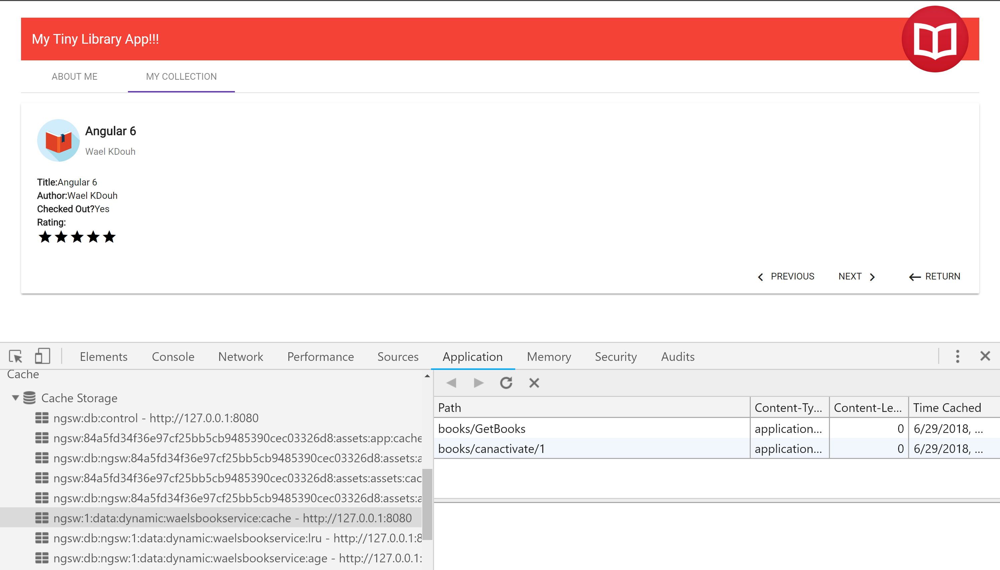 My Tiny Library App!!!
ABOUT ME MY COLLECTION
Angular 6
Wael KDouh
Title:Angular 6
Author:Wael KDouh
Checked Out?Yes
Rating:
PREVIOUS NEXT RETURN
Elements Console Network Performance Sources Application Memory Security Audits
Cache
Cache Storage
ngsw:db:control - http://127.0.0.1:8080
ngsw:84a5fd34f36e97cf25bb5cb9485390cec03326d8:assets:app:cache
ngsw:db:ngsw:84a5fd34f36e97cf25bb5cb9485390cec03326d8:assets:a
ngsw:84a5fd34f36e97cf25bb5cb9485390cec03326d8:assets:assets:cac
ngsw:db:ngsw:84a5fd34f36e97cf25bb5cb9485390cec03326d8:assets:a
ngsw:1:data:dynamic:waelsbookservice:cache - http://127.0.0.1:8080
ngsw:db:ngsw:1:data:dynamic:waelsbookservice:lru - http://127.0.0.1:8
ngsw:db:ngsw:1:data:dynamic:waelsbookservice:age - http://127.0.0.1:
Path Content-Ty... Content-Le... Time Cached
books/GetBooks application... 0 6/29/2018, ...
books/canactivate/1 application... 0 6/29/2018, ...